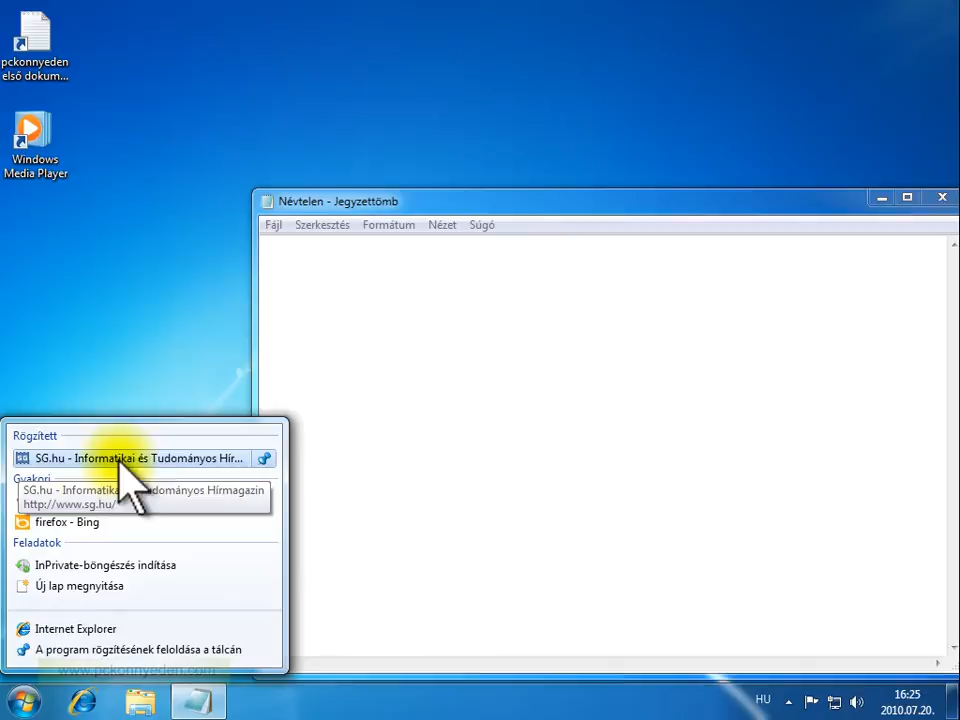 pckonnyeden
első dokum...
Windows
Media Player
Névtelen - Jegyzettömb
Fájl Szerkesztés Formátum Nézet Súgó
Rögzített
SG.hu - Informatikai és Tudományos Hír...
Gyakori
SG.hu - Informatika dományos Hírmagazin
http://www.sg.hu/
firefox - Bing
Feladatok
InPrivate-böngészés indítása
Új lap megnyitása
Internet Explorer
A program rögzítésének feloldása a tálcán
www.pckonnyeden.com
HU
16:25
2010.07.20.